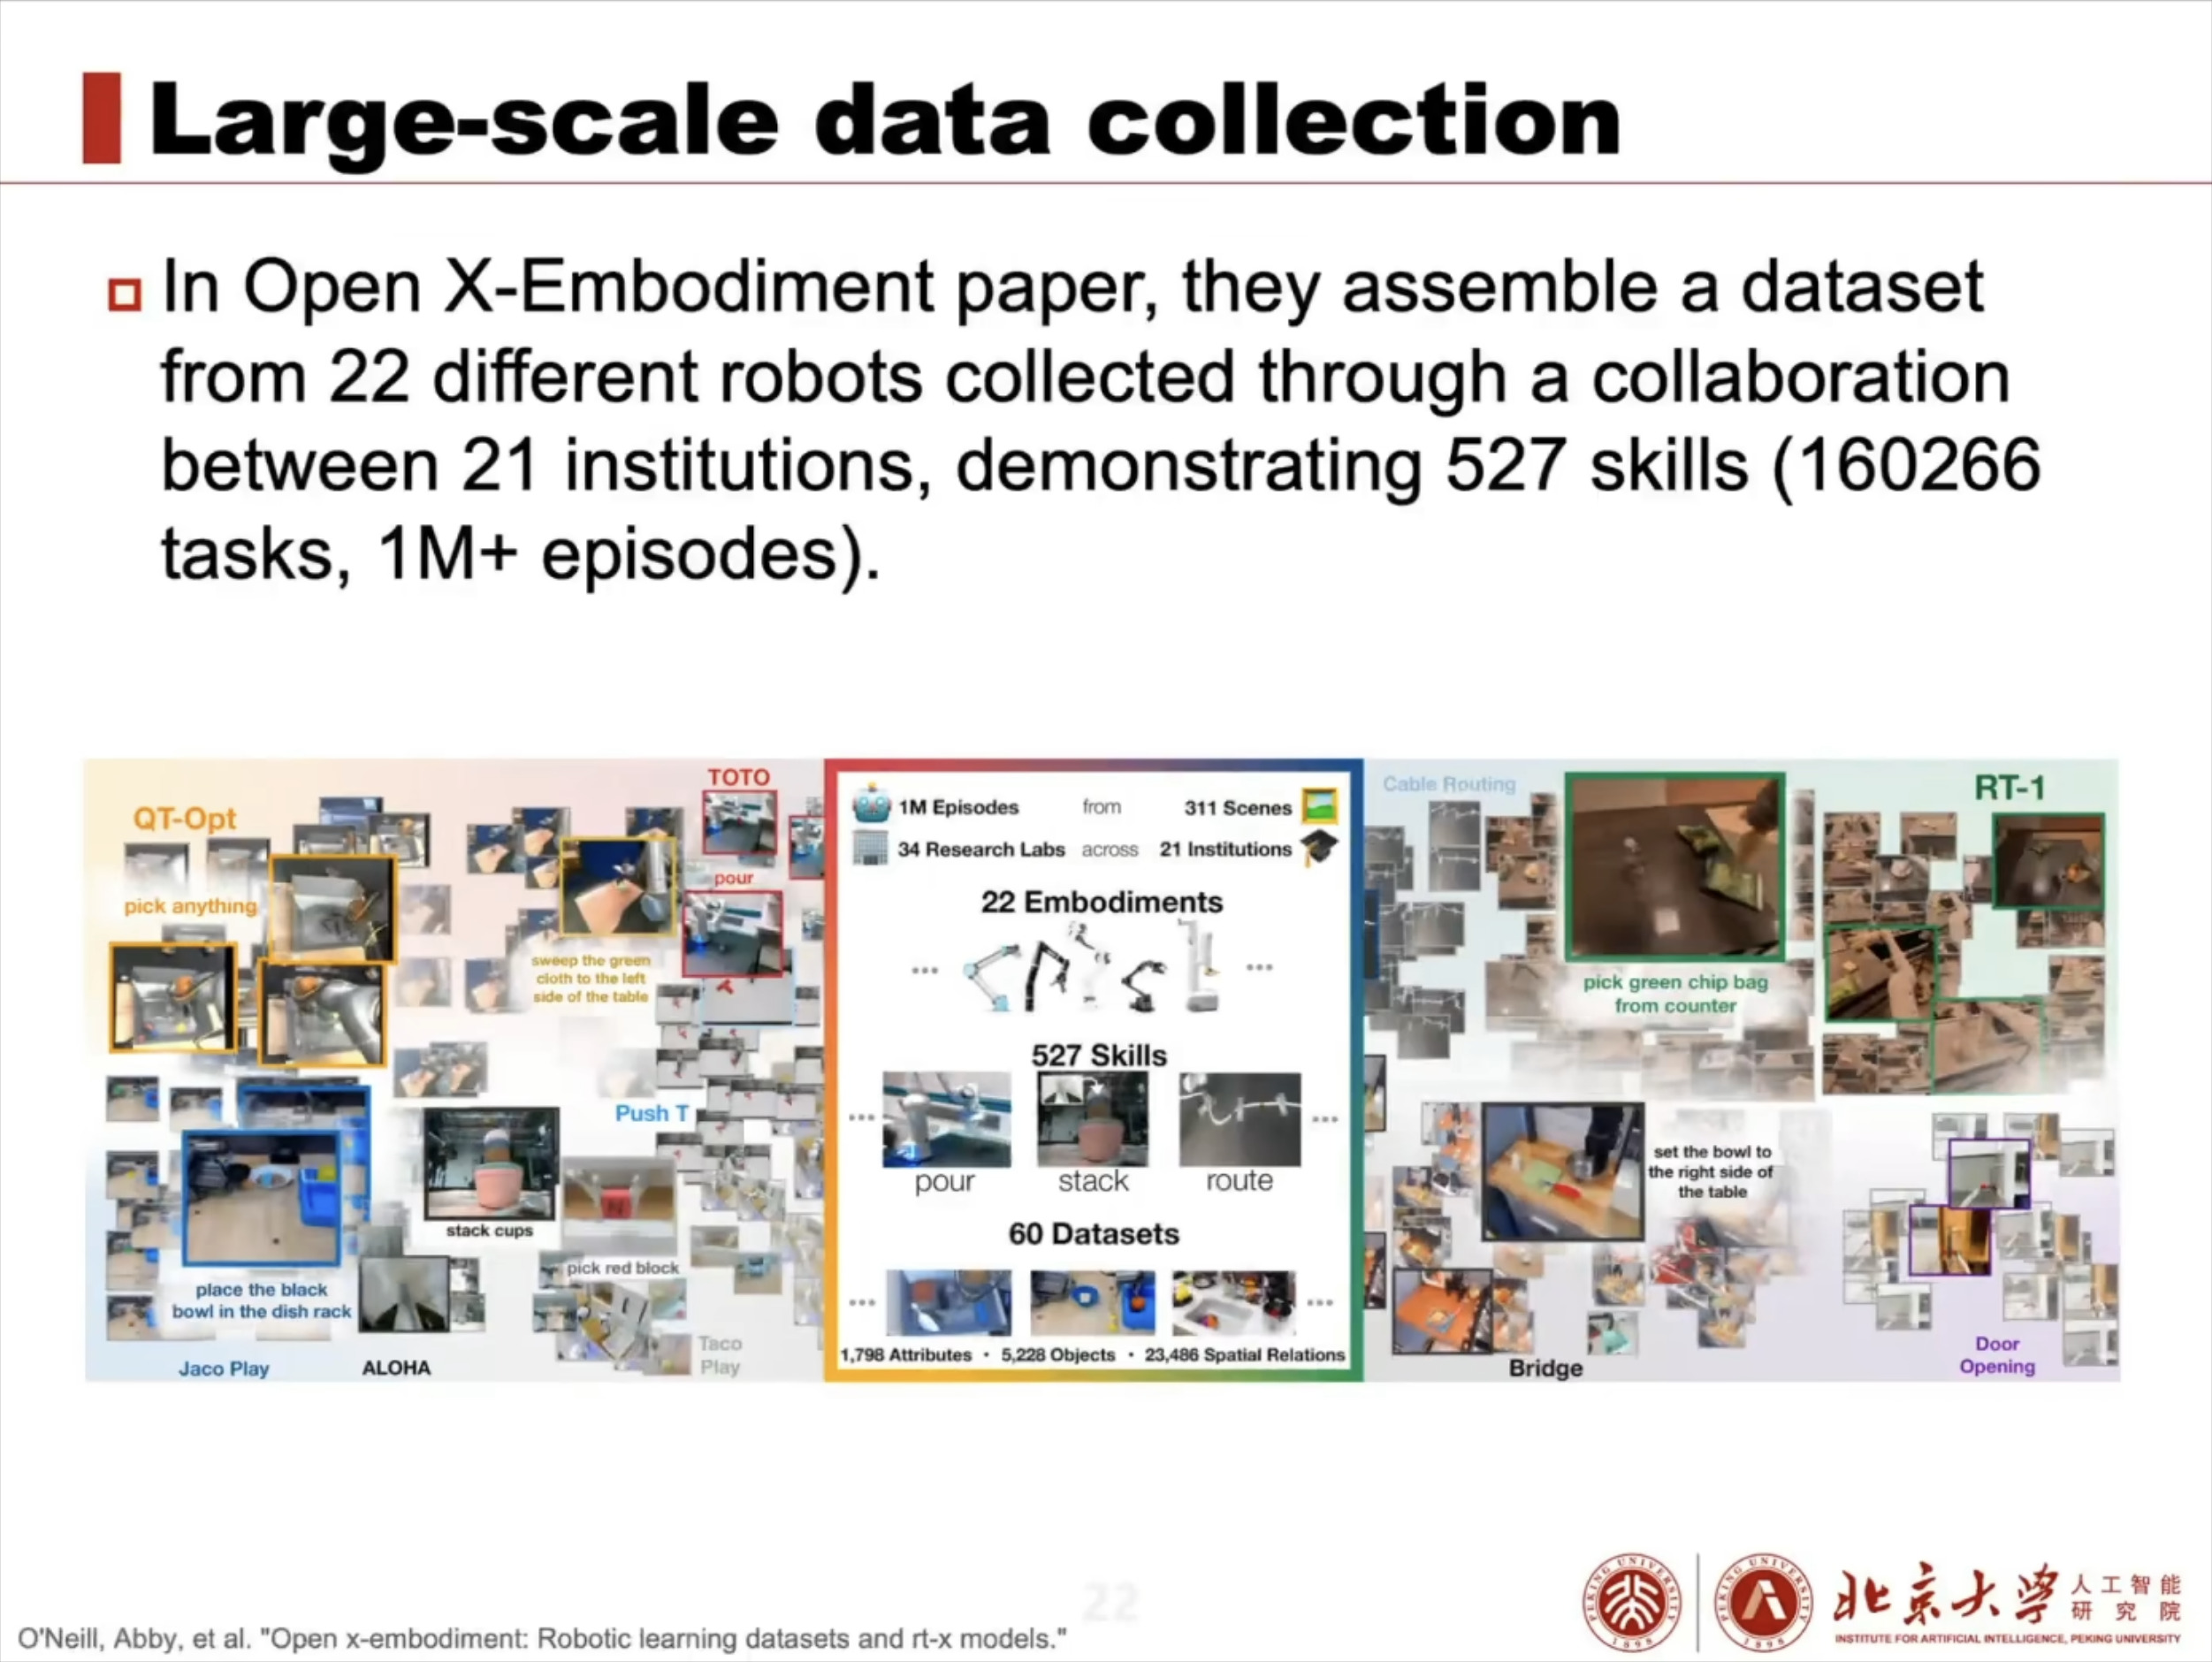 Large-scale data collection
In Open X-Embodiment paper, they assemble a dataset
from 22 different robots collected through a collaboration
between 21 institutions, demonstrating 527 skills (160266
tasks, 1M+ episodes).
QT-Opt
pick anything
sweep the green
cloth to the left
side of the table
TOTO
pour
Push T
stack cups
pick red block
place the black
bowl in the dish rack
Jaco Play
ALOHA
Taco
Play
1M Episodes from 311 Scenes
34 Research Labs across 21 Institutions
22 Embodiments
527 Skills
pour stack route
60 Datasets
1,798 Attributes • 5,228 Objects • 23,486 Spatial Relations
Cable Routing
RT-1
pick green chip bag
from counter
set the bowl to
the right side of
the table
Bridge
Door
Opening
22
O'Neill, Abby, et al. "Open x-embodiment: Robotic learning datasets and rt-x models."
PEKING UNIVERSITY
1898
PEKING UNIVERSITY
1898
北京大学
人工智能
研究院
INSTITUTE FOR ARTIFICIAL INTELLIGENCE, PEKING UNIVERSITY